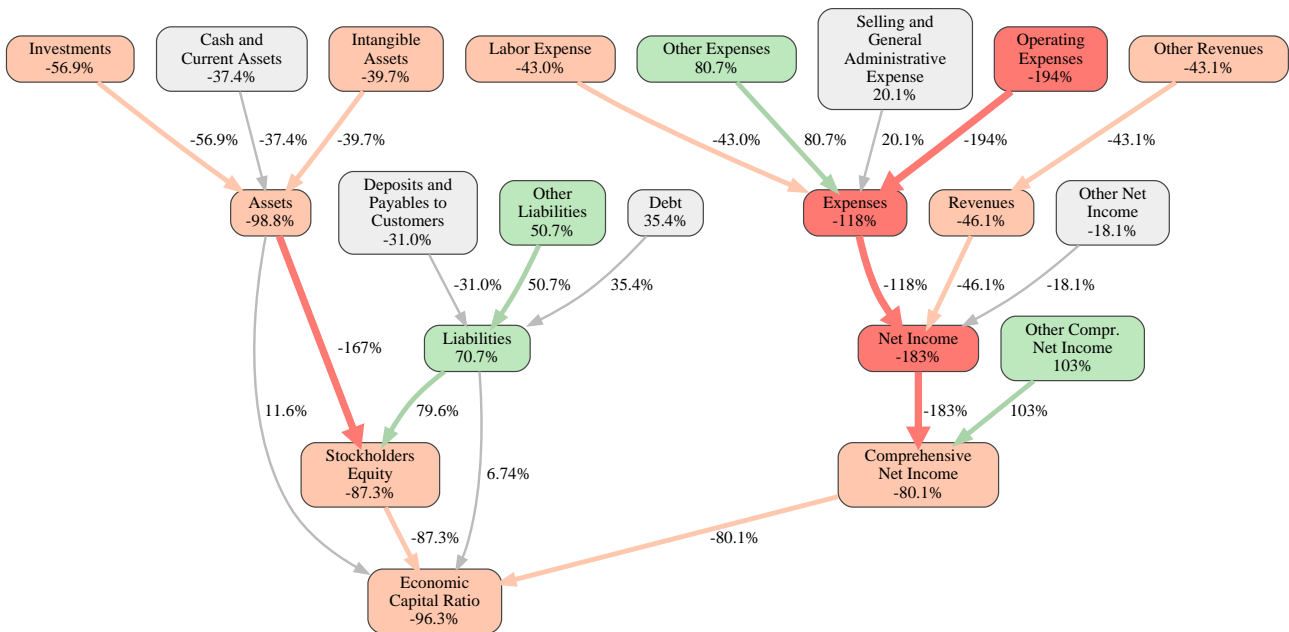 Investments
-56.9%
Cash and
Current Assets
-37.4%
Intangible
Assets
-39.7%
Labor Expense
-43.0%
Other Expenses
80.7%
Selling and
General
Administrative
Expense
20.1%
Operating
Expenses
-194%
Other Revenues
-43.1%
-56.9%
-37.4%
-39.7%
-43.0%
80.7%
20.1%
-194%
-43.1%
Assets
-98.8%
Deposits and
Payables to
Customers
-31.0%
Other
Liabilities
50.7%
Debt
35.4%
Expenses
-118%
Revenues
-46.1%
Other Net
Income
-18.1%
-31.0%
50.7%
35.4%
-118%
-46.1%
-18.1%
-167%
Liabilities
70.7%
Net Income
-183%
Other Compr.
Net Income
103%
11.6%
79.6%
-183%
103%
Stockholders
Equity
-87.3%
6.74%
Comprehensive
Net Income
-80.1%
-87.3%
-80.1%
Economic
Capital Ratio
-96.3%